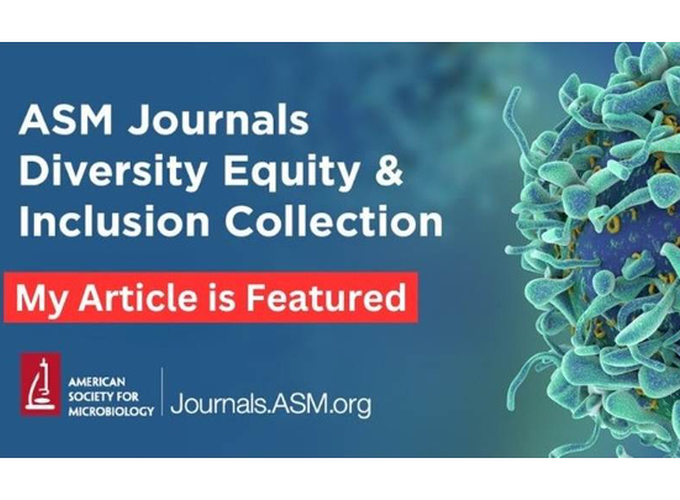 ASM Journals
Diversity Equity &
Inclusion Collection
My Article is Featured
AMERICAN
SOCIETY FOR
MICROBIOLOGY
Journals.ASM.org